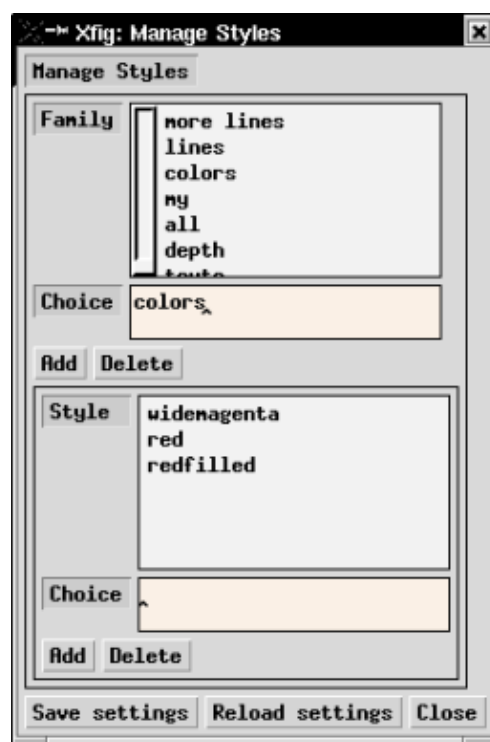 Xfig: Manage Styles
Manage Styles
Family
more lines
lines
colors
my
all
depth
Choice colors
Add Delete
Style
widemagenta
red
redfilled
Choice
Add Delete
Save settings Reload settings Close